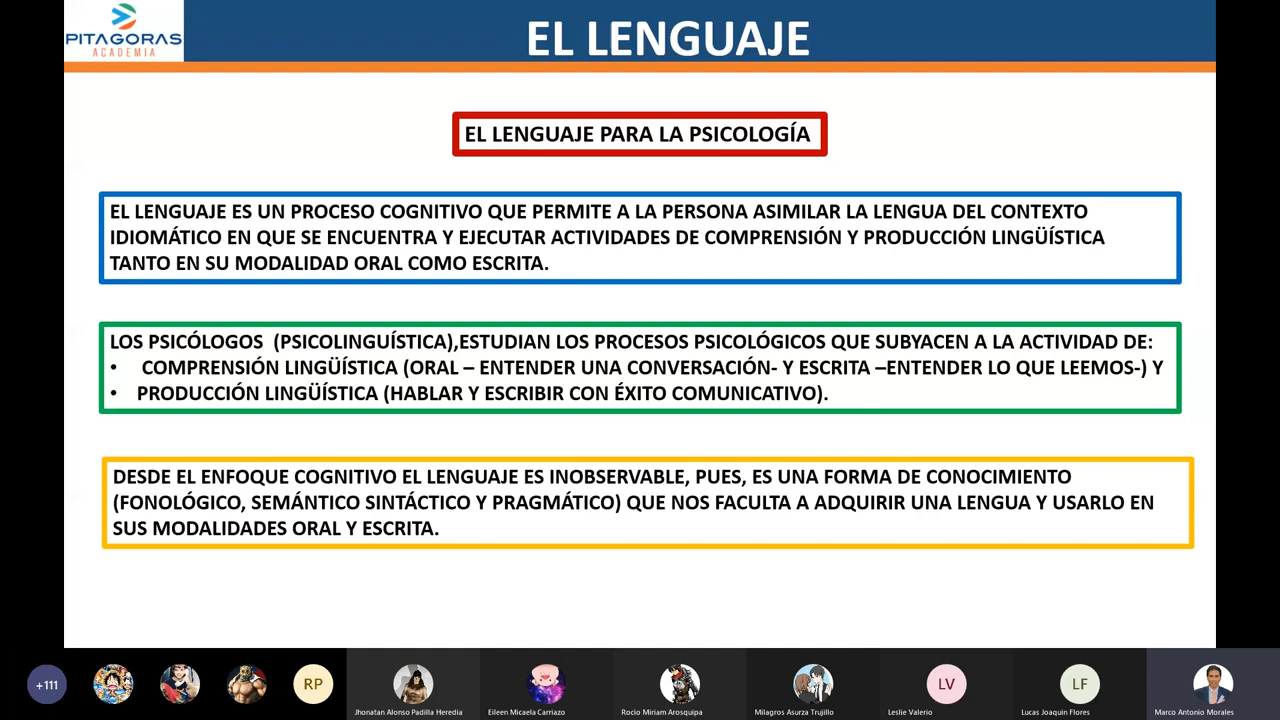 PITAGORAS
ACADEMIA
EL LENGUAJE
EL LENGUAJE PARA LA PSICOLOGÍA
EL LENGUAJE ES UN PROCESO COGNITIVO QUE PERMITE A LA PERSONA ASIMILAR LA LENGUA DEL CONTEXTO
IDIOMÁTICO EN QUE SE ENCUENTRA Y EJECUTAR ACTIVIDADES DE COMPRENSIÓN Y PRODUCCIÓN LINGÜÍSTICA
TANTO EN SU MODALIDAD ORAL COMO ESCRITA.
LOS PSICÓLOGOS (PSICOLINGUÍSTICA),ESTUDIAN LOS PROCESOS PSICOLÓGICOS QUE SUBYACEN A LA ACTIVIDAD DE:
• COMPRENSIÓN LINGÜÍSTICA (ORAL – ENTENDER UNA CONVERSACIÓN- Y ESCRITA –ENTENDER LO QUE LEEMOS-) Y
• PRODUCCIÓN LINGÜÍSTICA (HABLAR Y ESCRIBIR CON ÉXITO COMUNICATIVO).
DESDE EL ENFOQUE COGNITIVO EL LENGUAJE ES INOBSERVABLE, PUES, ES UNA FORMA DE CONOCIMIENTO
(FONOLÓGICO, SEMÁNTICO SINTÁCTICO Y PRAGMÁTICO) QUE NOS FACULTA A ADQUIRIR UNA LENGUA Y USARLO EN
SUS MODALIDADES ORAL Y ESCRITA.
+111
RP
LV
LF
Jhonatan Alonso Padilla Heredia
Eileen Micaela Carriazo
Rocio Miriam Arosquipa
Milagros Asurza Trujillo
Leslie Valerio
Lucas Joaquin Flores
Marco Antonio Morales